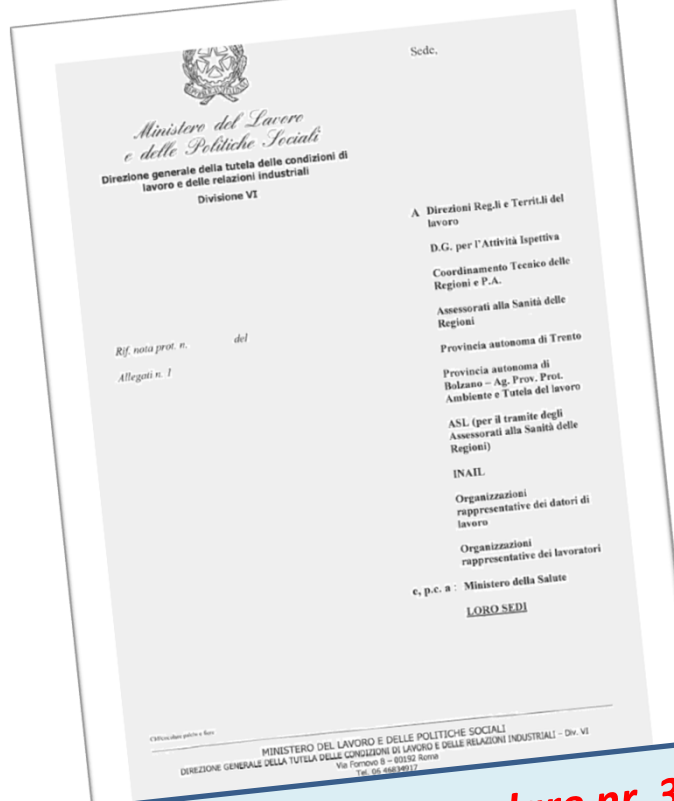 Sede,
Ministero del Lavoro
e delle Politiche Sociali
Direzione generale della tutela delle condizioni di
lavoro e delle relazioni industriali
Divisione VI
A Direzioni Reg.li e Territ.li del
lavoro
D.G. per l'Attività Ispettiva
Coordinamento Tecnico delle
Regioni e P.A.
Assessorati alla Sanità delle
Regioni
Rif. nota prot. n. del
Provincia autonoma di Trento
Allegati n. 1
Provincia autonoma di
Bolzano – Ag. Prov. Prot.
Ambiente e Tutela del lavoro
ASL (per il tramite degli
Assessorati alla Sanità delle
Regioni)
INAIL
Organizzazioni
rappresentative dei datori di
lavoro
Organizzazioni
rappresentative dei lavoratori
e, p.c. a : Ministero della Salute
LORO SEDI
MINISTERO DEL LAVORO E DELLE POLITICHE SOCIALI
DIREZIONE GENERALE DELLA TUTELA DELLE CONDIZIONI DI LAVORO E DELLE RELAZIONI INDUSTRIALI – Div. VI
Via Fornovo 8 – 00192 Roma
Tel. 06 46834917
nr. 3